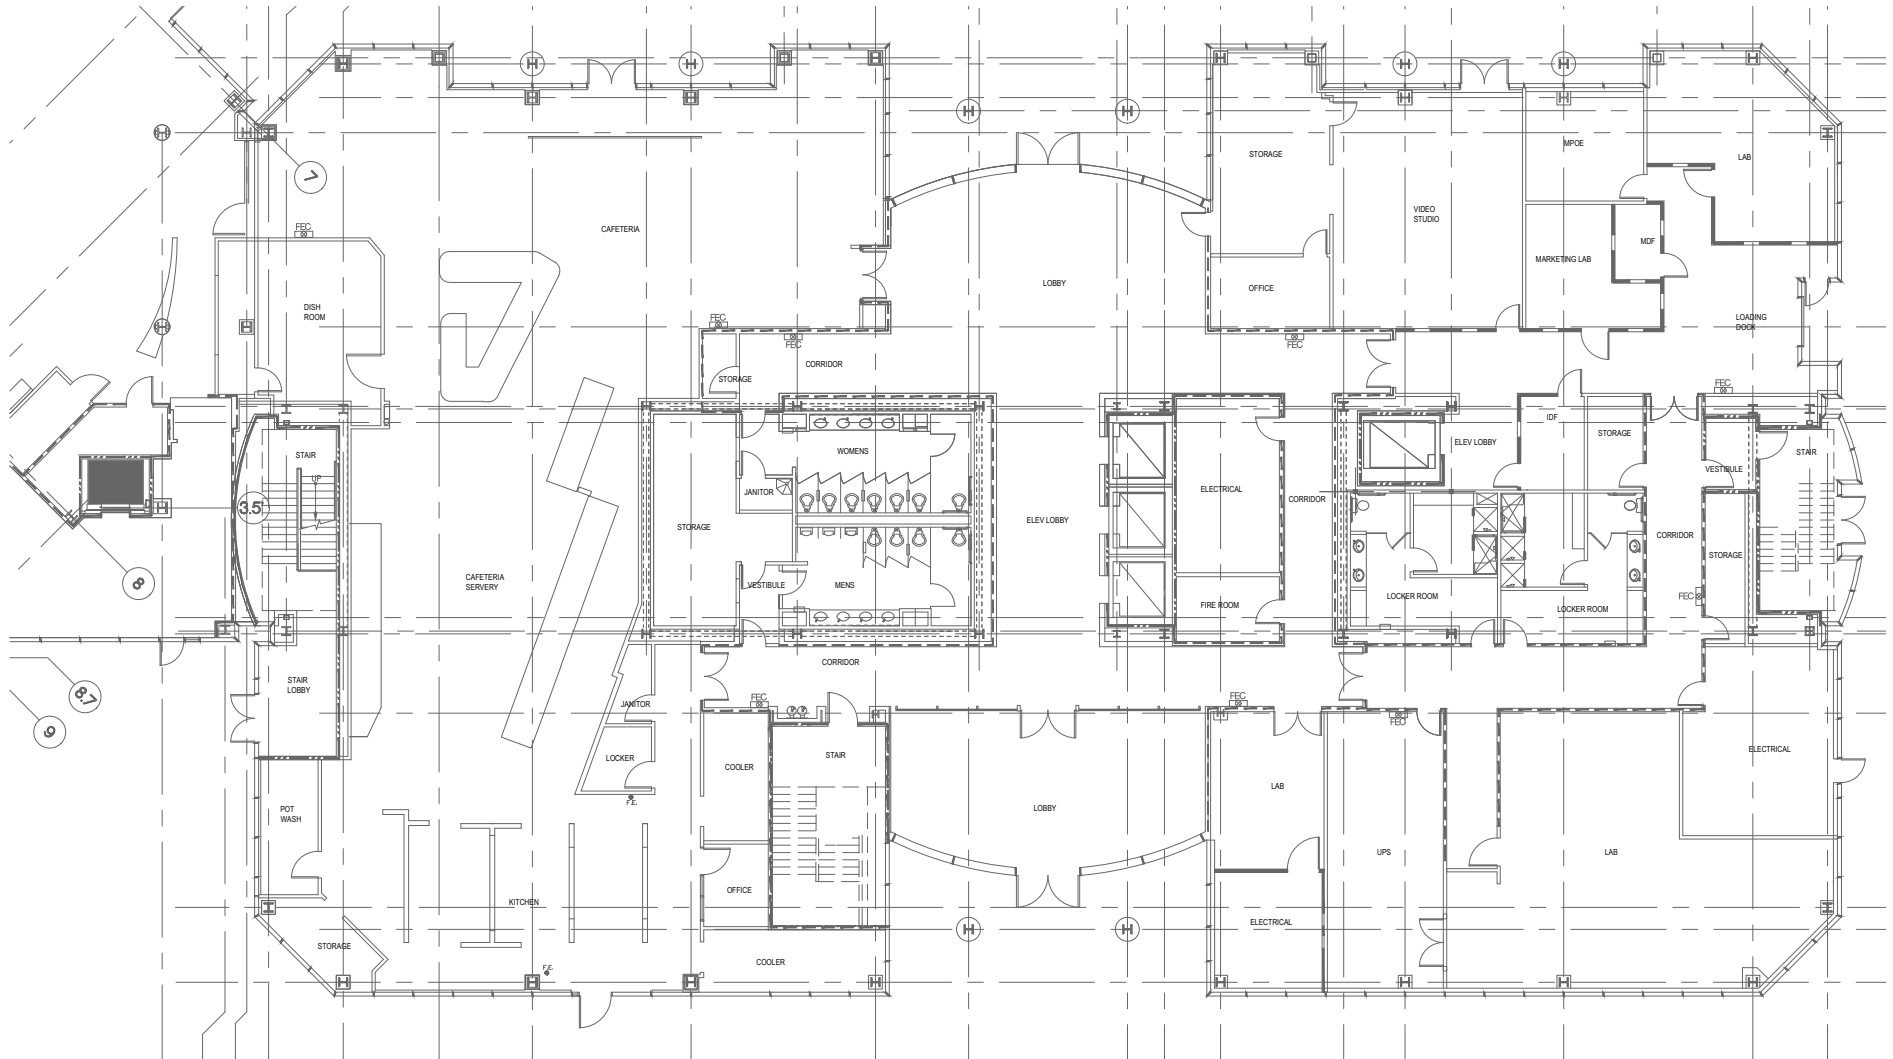 7
STORAGE
MPOE
LAB
FEC
CAFETERIA
VIDEO
STUDIO
MDF
MARKETING LAB
DISH
ROOM
LOBBY
OFFICE
FEC
FEC
FEC
LOADING
DOCK
CORRIDOR
STORAGE
FEC
STAIR
UP
WOMENS
ELEV LOBBY
IDF
STORAGE
STAIR
VESTIBULE
JANITOR
ELECTRICAL
CORRIDOR
3.5
STORAGE
ELEV LOBBY
CORRIDOR
STORAGE
8
CAFETERIA
SERVERY
VESTIBULE
MENS
FIRE ROOM
LOCKER ROOM
LOCKER ROOM
FEC
CORRIDOR
STAIR
LOBBY
8.7
9
JANITOR
FEC
FEC
FEC
STAIR
LOCKER
COOLER
ELECTRICAL
LAB
F.E.
POT
WASH
LOBBY
UPS
LAB
OFFICE
KITCHEN
ELECTRICAL
STORAGE
COOLER
F.E.